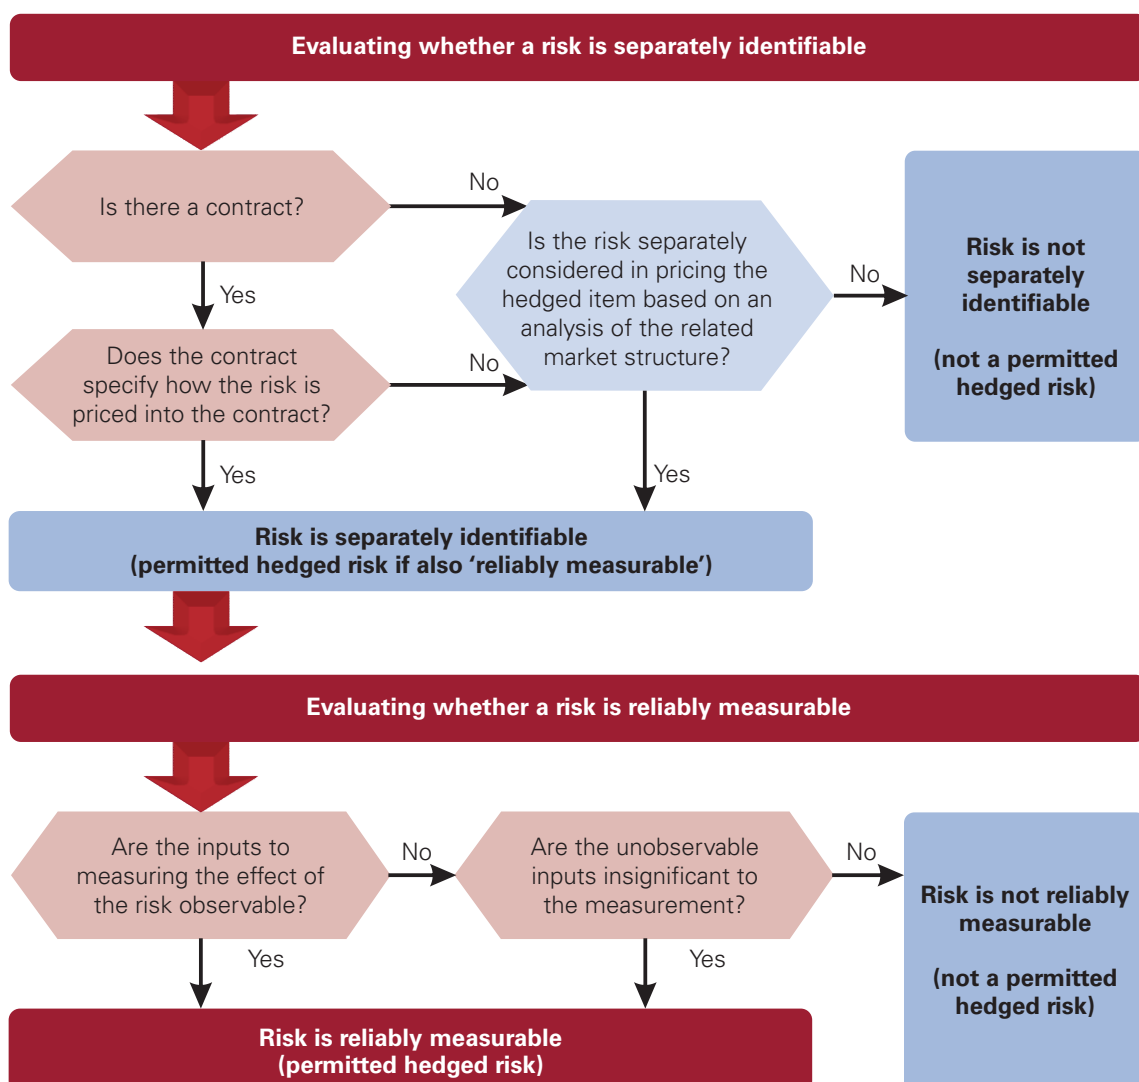 Evaluating whether a risk is separately identifiable
Is there a contract?
No
Yes
Is the risk separately
considered in pricing the
hedged item based on an
analysis of the related
market structure?
No
Risk is not
separately
identifiable
(not a permitted
hedged risk)
Does the contract
specify how the risk is
priced into the contract?
No
Yes
Yes
Risk is separately identifiable
(permitted hedged risk if also ‘reliably measurable’)
Evaluating whether a risk is reliably measurable
Are the inputs to
measuring the effect of
the risk observable?
No
Yes
Are the unobservable
inputs insignificant to
the measurement?
No
Yes
Risk is not reliably
measurable
(not a permitted
hedged risk)
Risk is reliably measurable
(permitted hedged risk)